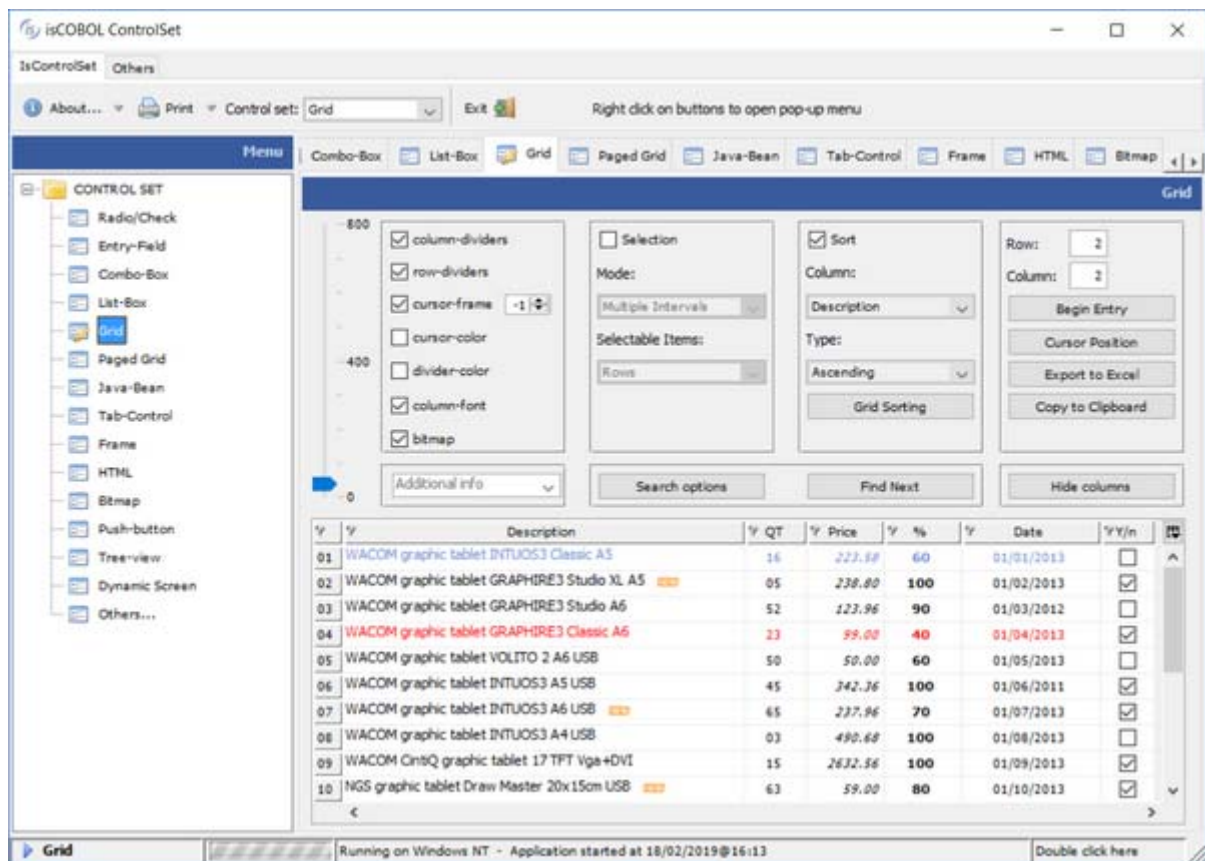 isCOBOL ControlSet
IsControlSet Others
About... Print Control set: Grid Exit Right click on buttons to open pop-up menu
Menu
CONTROL SET
Radio/Check
Entry-Field
Combo-Box
List-Box
Grid
Paged Grid
Java-Bean
Tab-Control
Frame
HTML
Bitmap
Push-button
Tree-view
Dynamic Screen
Others...
Combo-Box List-Box Grid Paged Grid Java-Bean Tab-Control Frame HTML Bitmap
Grid
800
400
0
column-dividers
row-dividers
cursor-frame -1
cursor-color
divider-color
column-font
bitmap
Selection
Mode:
Multiple Intervals
Selectable Items:
Rows
Sort
Column:
Description
Type:
Ascending
Grid Sorting
Row: 2
Column: 2
Begin Entry
Cursor Position
Export to Excel
Copy to Clipboard
Additional info Search options Find Next Hide columns
Description QT Price % Date Y/n
01 WACOM graphic tablet INTUOS3 Classic A5 16 223.68 60 01/01/2013
02 WACOM graphic tablet GRAPHIRE3 Studio XL A5 05 238.80 100 01/02/2013
03 WACOM graphic tablet GRAPHIRE3 Studio A6 52 123.96 90 01/03/2012
04 WACOM graphic tablet GRAPHIRE3 Classic A6 23 99.00 40 01/04/2013
05 WACOM graphic tablet VOLITO 2 A6 USB 50 50.00 60 01/05/2013
06 WACOM graphic tablet INTUOS3 A5 USB 45 342.36 100 01/06/2011
07 WACOM graphic tablet INTUOS3 A6 USB 65 237.96 70 01/07/2013
08 WACOM graphic tablet INTUOS3 A4 USB 03 490.68 100 01/08/2013
09 WACOM CintiQ graphic tablet 17 TFT Vga+DVI 15 2632.56 100 01/09/2013
10 NGS graphic tablet Draw Master 20x15cm USB 63 59.00 80 01/10/2013
Grid Running on Windows NT - Application started at 18/02/2019@16:13 Double click here